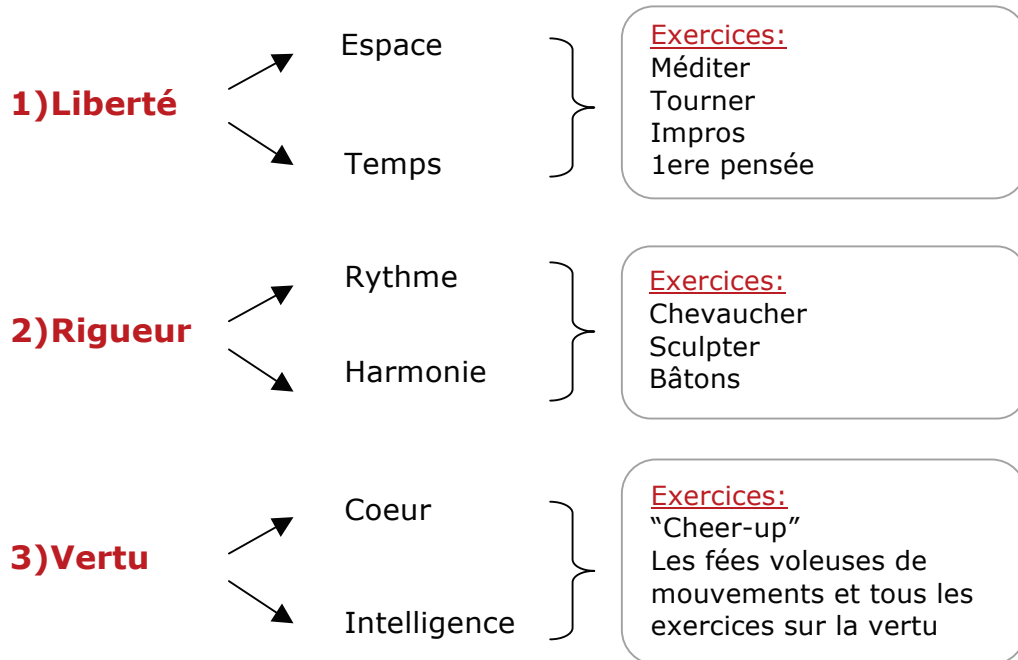 1)Liberté
Espace
Temps
Exercices:
Méditer
Tourner
Impros
1ere pensée
2)Rigueur
Rythme
Harmonie
Exercices:
Chevaucher
Sculpter
Bâtons
3)Vertu
Coeur
Intelligence
Exercices:
“Cheer-up”
Les fées voleuses de
mouvements et tous les
exercices sur la vertu